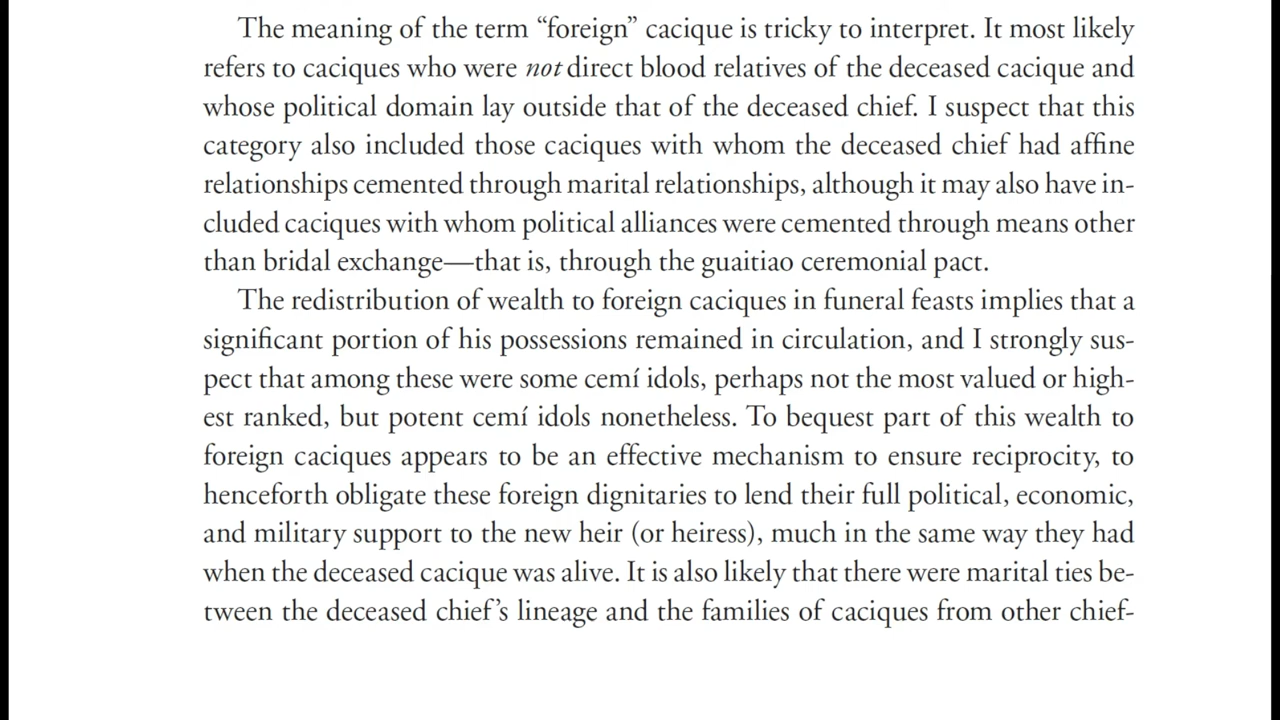 The meaning of the term “foreign” cacique is tricky to interpret. It most likely
refers to caciques who were not direct blood relatives of the deceased cacique and
whose political domain lay outside that of the deceased chief. I suspect that this
category also included those caciques with whom the deceased chief had affine
relationships cemented through marital relationships, although it may also have in-
cluded caciques with whom political alliances were cemented through means other
than bridal exchange—that is, through the guaitiao ceremonial pact.
The redistribution of wealth to foreign caciques in funeral feasts implies that a
significant portion of his possessions remained in circulation, and I strongly sus-
pect that among these were some cemí idols, perhaps not the most valued or high-
est ranked, but potent cemí idols nonetheless. To bequest part of this wealth to
foreign caciques appears to be an effective mechanism to ensure reciprocity, to
henceforth obligate these foreign dignitaries to lend their full political, economic,
and military support to the new heir (or heiress), much in the same way they had
when the deceased cacique was alive. It is also likely that there were marital ties be-
tween the deceased chief’s lineage and the families of caciques from other chief-